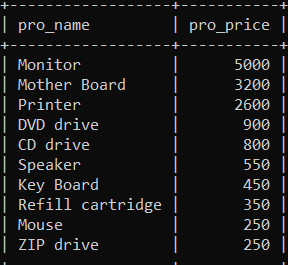 +-------------------+-----------+
| pro_name          | pro_price |
+-------------------+-----------+
| Monitor           |      5000 |
| Mother Board      |      3200 |
| Printer           |      2600 |
| DVD drive         |       900 |
| CD drive          |       800 |
| Speaker           |       550 |
| Key Board         |       450 |
| Refill cartridge  |       350 |
| Mouse             |       250 |
| ZIP drive         |       250 |
+-------------------+-----------+